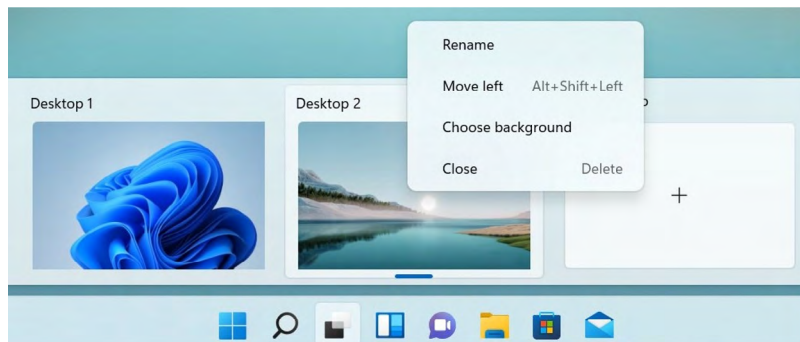 Rename
Move left Alt+Shift+Left
Choose background
Close Delete
Desktop 1
Desktop 2
+